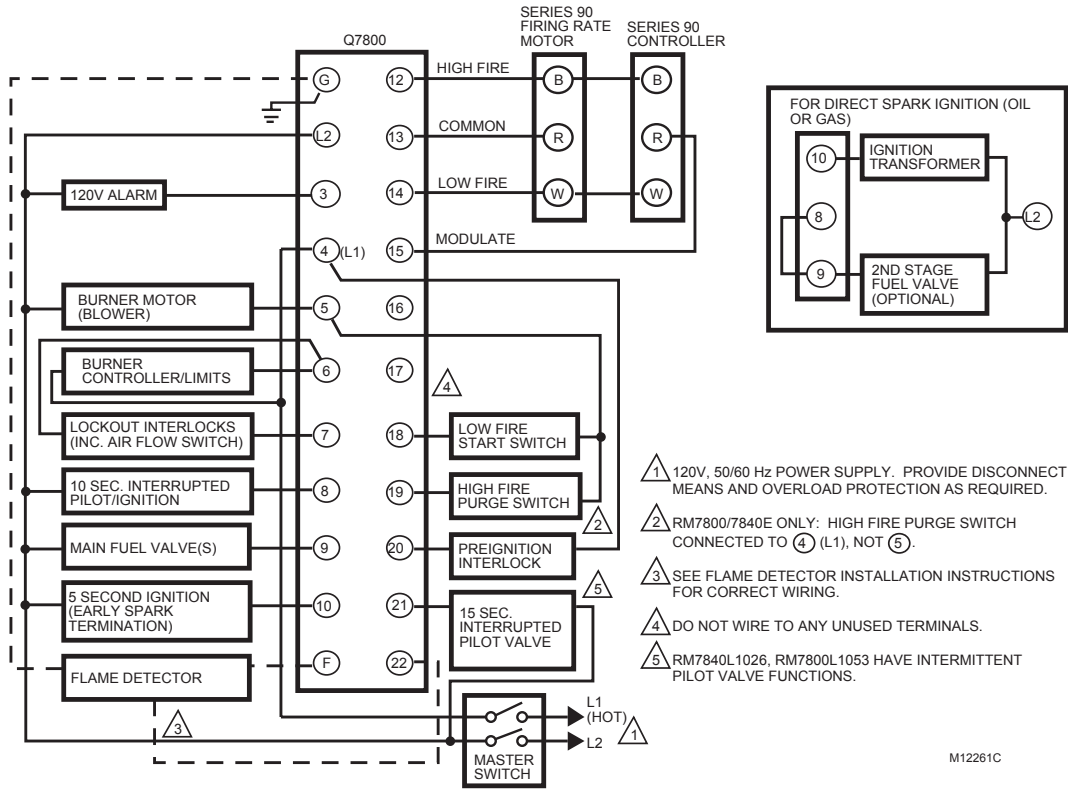 Q7800
SERIES 90
FIRING RATE
MOTOR
SERIES 90
CONTROLLER
G
L2
3
4
(L1)
5
6
7
8
9
10
F
12
13
14
15
16
17
18
19
20
21
22
HIGH FIRE
COMMON
LOW FIRE
MODULATE
B
R
W
B
R
W
120V ALARM
BURNER MOTOR
(BLOWER)
BURNER
CONTROLLER/LIMITS
LOCKOUT INTERLOCKS
(INC. AIR FLOW SWITCH)
10 SEC. INTERRUPTED
PILOT/IGNITION
MAIN FUEL VALVE(S)
5 SECOND IGNITION
(EARLY SPARK
TERMINATION)
FLAME DETECTOR
3
4
LOW FIRE
START SWITCH
HIGH FIRE
PURGE SWITCH
2
PREIGNITION
INTERLOCK
5
15 SEC.
INTERRUPTED
PILOT VALVE
MASTER
SWITCH
L1
(HOT)
1
L2
FOR DIRECT SPARK IGNITION (OIL
OR GAS)
10
8
9
IGNITION
TRANSFORMER
2ND STAGE
FUEL VALVE
(OPTIONAL)
L2
1 120V, 50/60 Hz POWER SUPPLY. PROVIDE DISCONNECT
MEANS AND OVERLOAD PROTECTION AS REQUIRED.
2 RM7800/7840E ONLY: HIGH FIRE PURGE SWITCH
CONNECTED TO 4 (L1), NOT 5.
3 SEE FLAME DETECTOR INSTALLATION INSTRUCTIONS
FOR CORRECT WIRING.
4 DO NOT WIRE TO ANY UNUSED TERMINALS.
5 RM7840L1026, RM7800L1053 HAVE INTERMITTENT
PILOT VALVE FUNCTIONS.
M12261C